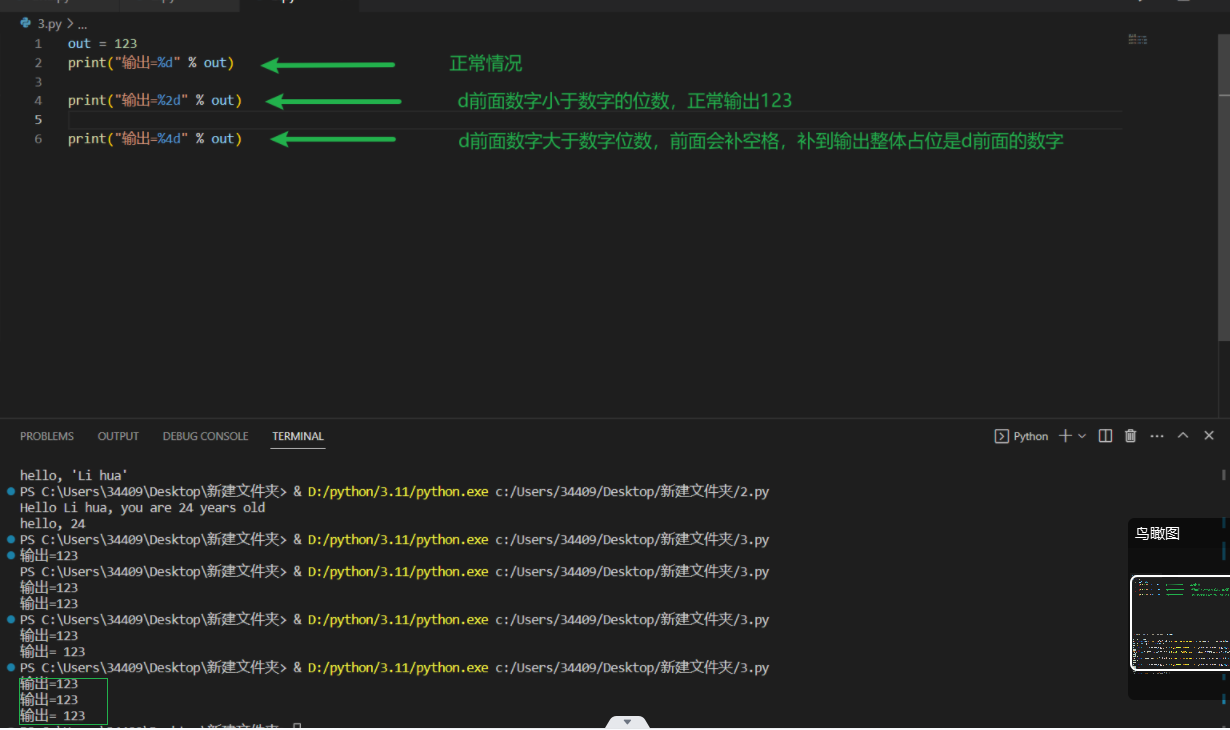 3.py > ...
1 out = 123
2 print("输出=%d" % out) 正常情况
3
4 print("输出=%2d" % out) d前面数字小于数字的位数，正常输出123
5
6 print("输出=%4d" % out) d前面数字大于数字位数，前面会补空格，补到输出整体占位是d前面的数字
PROBLEMS OUTPUT DEBUG CONSOLE TERMINAL Python
hello, 'Li hua'
PS C:\Users\34409\Desktop\新建文件夹> & D:/python/3.11/python.exe c:/Users/34409/Desktop/新建文件夹/2.py
Hello Li hua, you are 24 years old
hello, 24
PS C:\Users\34409\Desktop\新建文件夹> & D:/python/3.11/python.exe c:/Users/34409/Desktop/新建文件夹/3.py
输出=123
PS C:\Users\34409\Desktop\新建文件夹> & D:/python/3.11/python.exe c:/Users/34409/Desktop/新建文件夹/3.py
输出=123
输出=123
PS C:\Users\34409\Desktop\新建文件夹> & D:/python/3.11/python.exe c:/Users/34409/Desktop/新建文件夹/3.py
输出=123
输出= 123
PS C:\Users\34409\Desktop\新建文件夹> & D:/python/3.11/python.exe c:/Users/34409/Desktop/新建文件夹/3.py
输出=123
输出=123
输出= 123
鸟瞰图